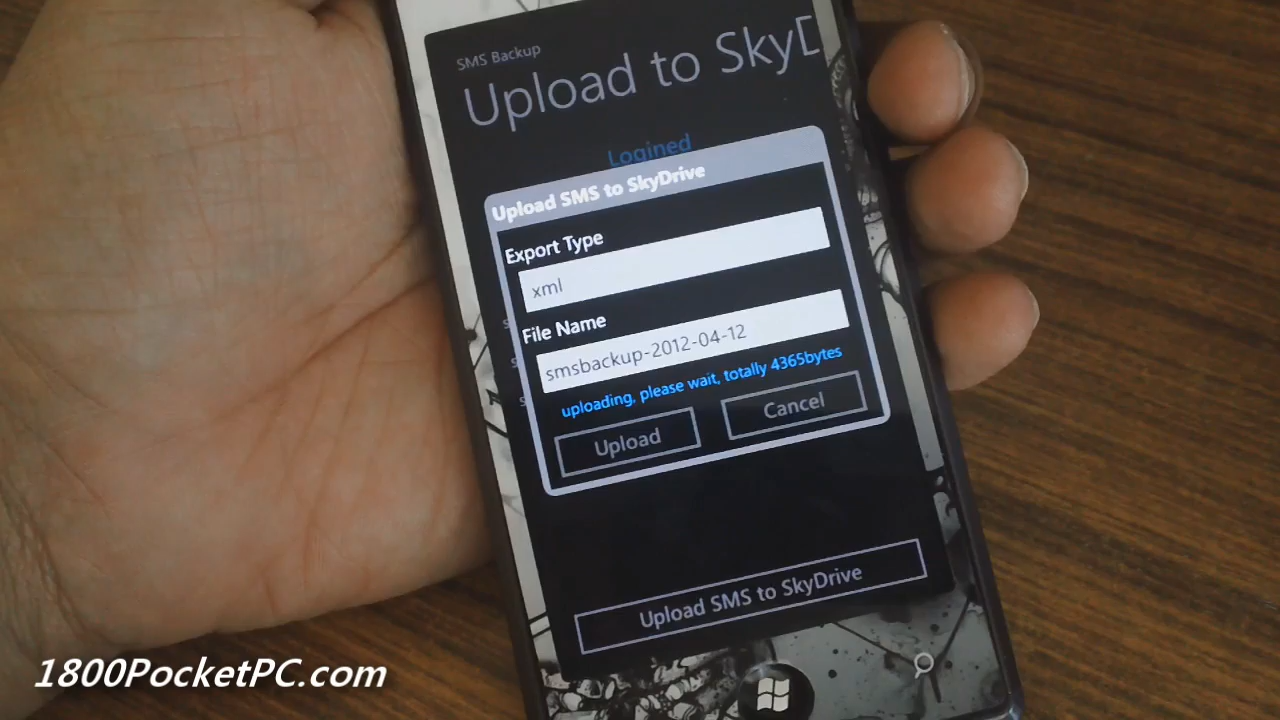 SMS Backup
Upload to SkyD
Logined
Upload SMS to SkyDrive
Export Type
xml
File Name
smsbackup-2012-04-12
uploading, please wait, totally 4365bytes
Upload
Cancel
Upload SMS to SkyDrive
1800PocketPC.com